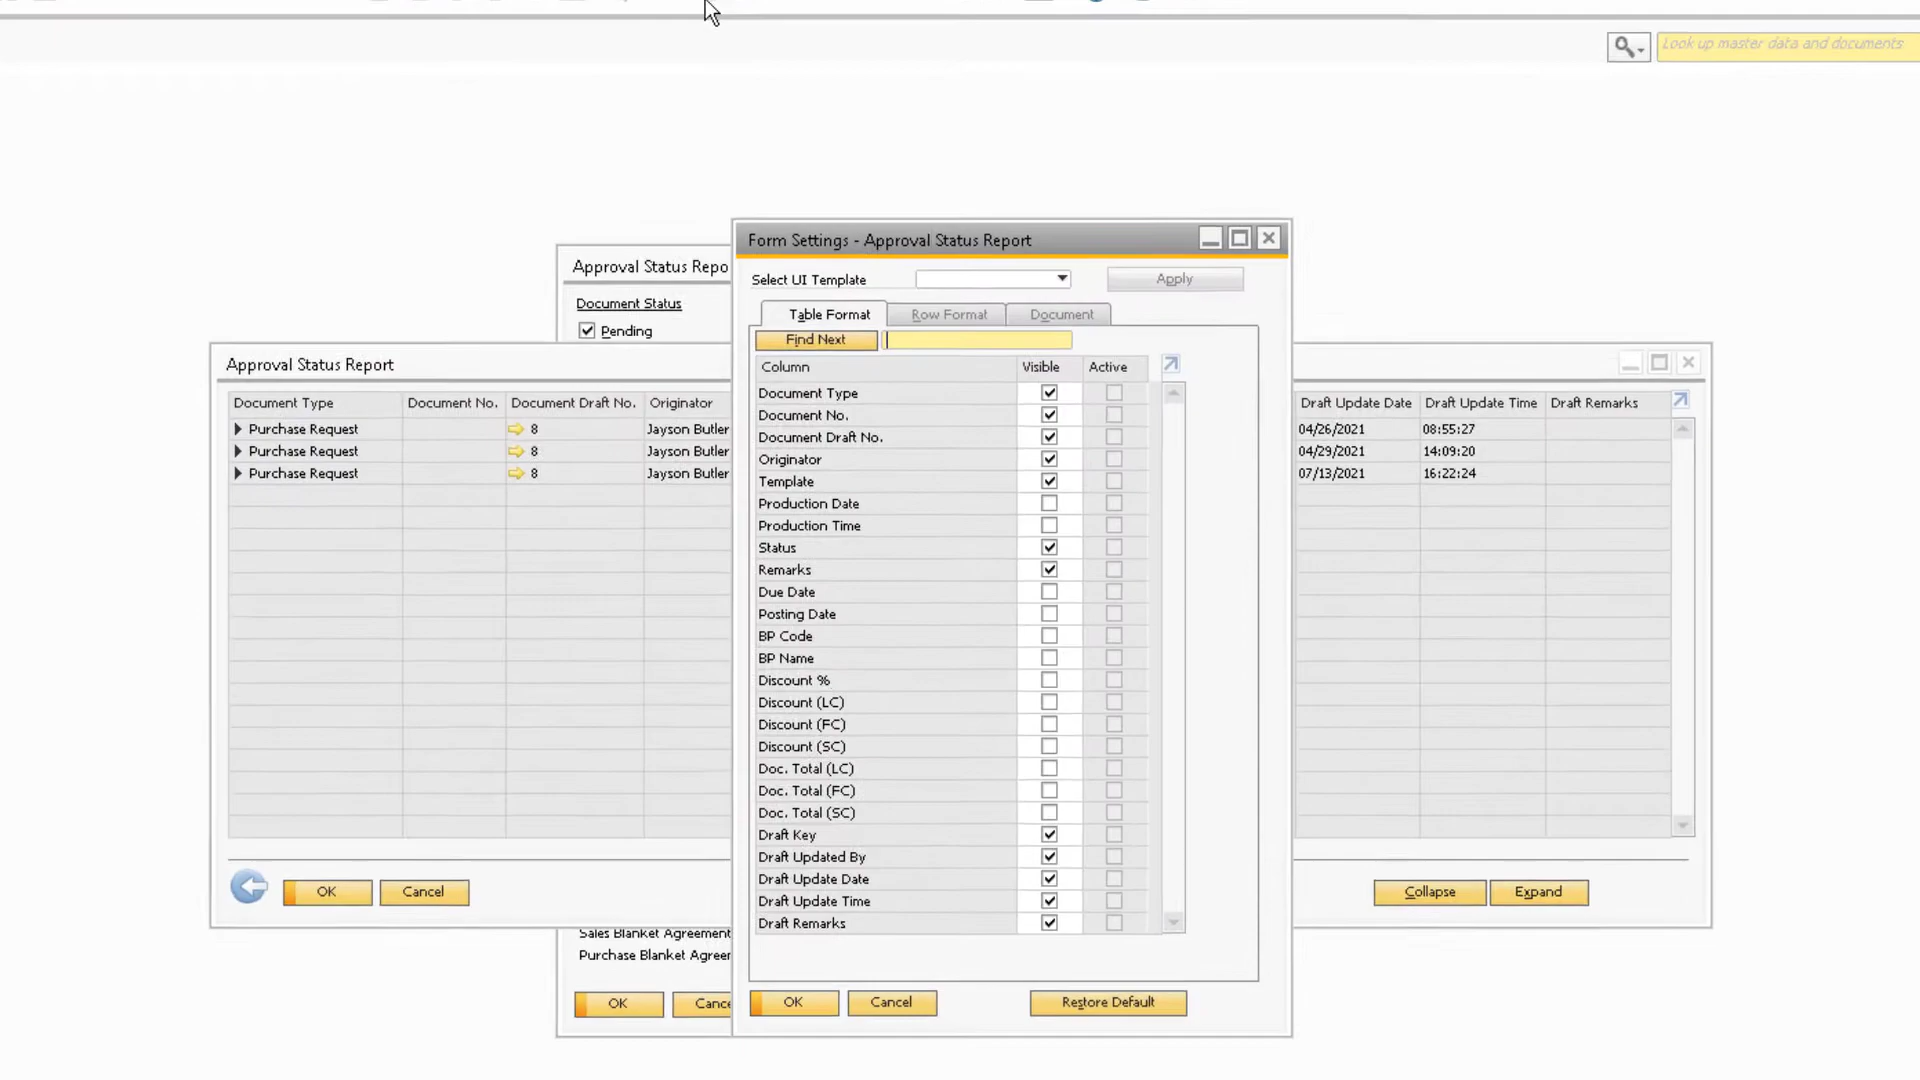 Look up master data and documents
Form Settings - Approval Status Report
Select UI Template
Apply
Table Format
Row Format
Document
Find Next
Column
Visible
Active
Document Type
Document No.
Document Draft No.
Originator
Template
Production Date
Production Time
Status
Remarks
Due Date
Posting Date
BP Code
BP Name
Discount %
Discount (LC)
Discount (FC)
Discount (SC)
Doc. Total (LC)
Doc. Total (FC)
Doc. Total (SC)
Draft Key
Draft Updated By
Draft Update Date
Draft Update Time
Draft Remarks
OK
Cancel
Restore Default
Approval Status Repo
Document Status
Pending
Approval Status Report
Document Type Document No. Document Draft No. Originator Draft Update Date Draft Update Time Draft Remarks
Purchase Request 8 Jayson Butler 04/26/2021 08:55:27
Purchase Request 8 Jayson Butler 04/29/2021 14:09:20
Purchase Request 8 Jayson Butler 07/13/2021 16:22:24
OK
Cancel
Collapse
Expand
Sales Blanket Agreement
Purchase Blanket Agreer
OK
Cance